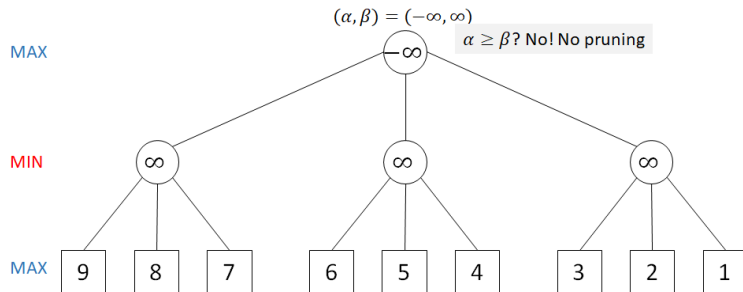 (α, β) = (−∞, ∞)
α ≥ β? No! No pruning
MAX
−∞
MIN
∞ ∞ ∞
MAX
9 8 7 6 5 4 3 2 1